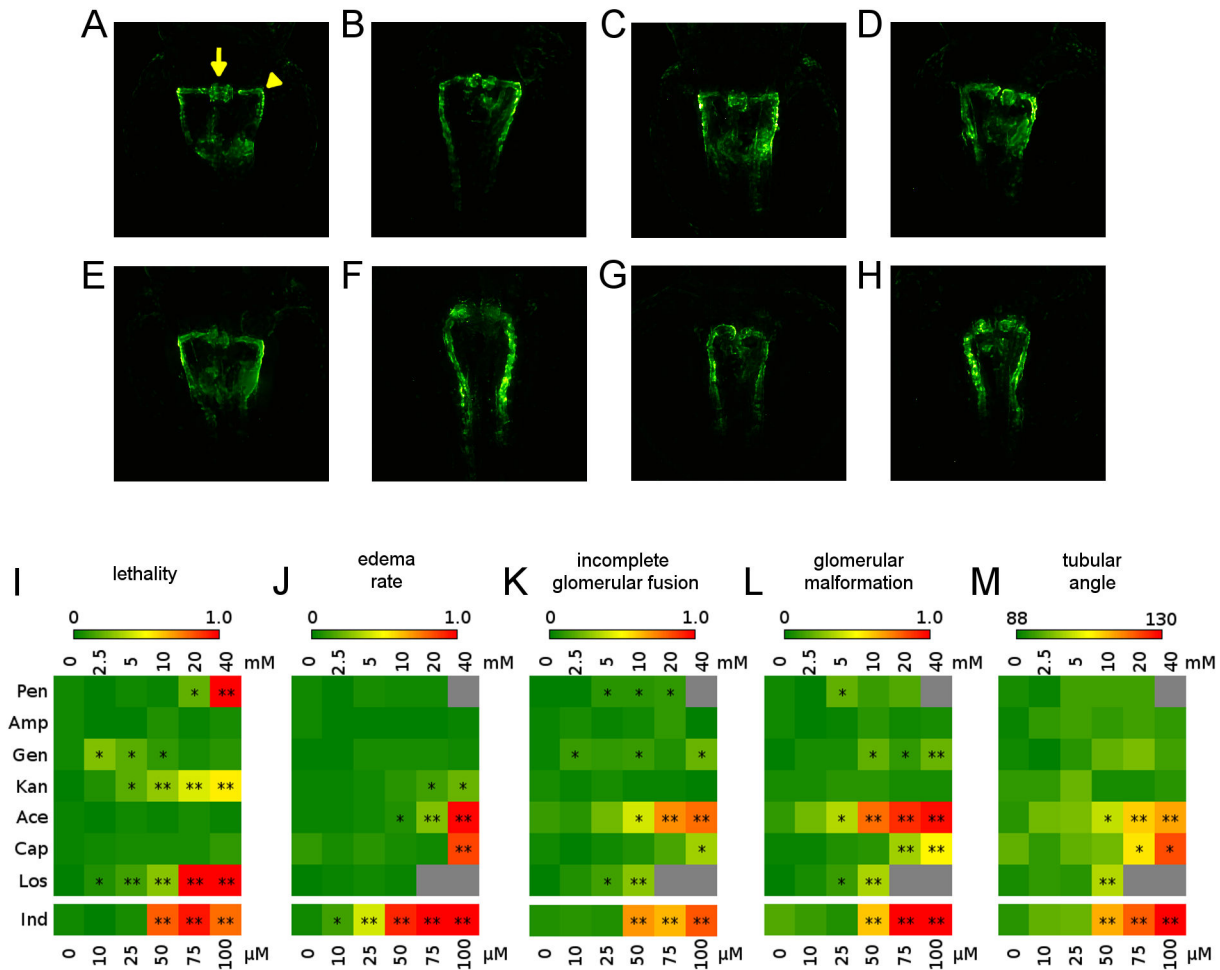 A B C D
E F G H
I lethality J edema K incomplete L glomerular M tubular
rate glomerular fusion malformation angle
0 1.0 0 1.0 0 1.0 0 1.0 88 130
0 2.5 5 10 20 40 mM 0 2.5 5 10 20 40 mM 0 2.5 5 10 20 40 mM 0 2.5 5 10 20 40 mM 0 2.5 5 10 20 40 mM
Pen * ** * * * *
Amp
Gen * * * * * * * * **
Kan * ** ** ** * *
Ace * ** ** * ** ** * ** ** ** * ** **
Cap ** * ** ** * *
Los * ** ** ** ** * ** * ** **
Ind ** ** ** * ** ** ** ** ** ** ** ** ** ** ** ** **
0 10 25 50 75 100 µM 0 10 25 50 75 100 µM 0 10 25 50 75 100 µM 0 10 25 50 75 100 µM 0 10 25 50 75 100 µM